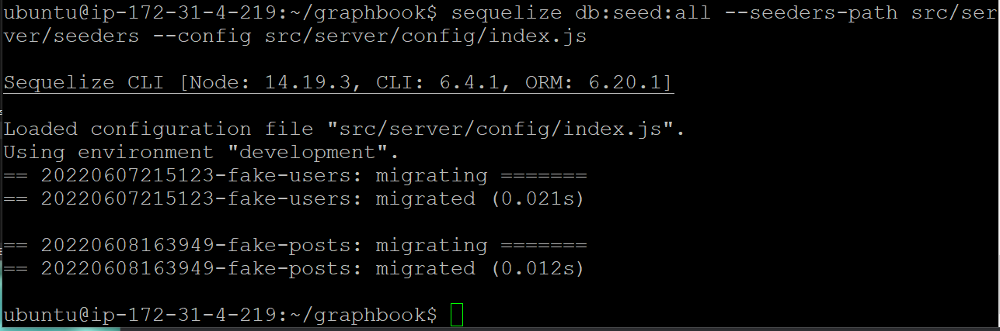 ubuntu@ip-172-31-4-219:~/graphbook$ sequelize db:seed:all --seeders-path src/ser
ver/seeders --config src/server/config/index.js
Sequelize CLI [Node: 14.19.3, CLI: 6.4.1, ORM: 6.20.1]
Loaded configuration file "src/server/config/index.js".
Using environment "development".
== 20220607215123-fake-users: migrating =======
== 20220607215123-fake-users: migrated (0.021s)
== 20220608163949-fake-posts: migrating =======
== 20220608163949-fake-posts: migrated (0.012s)
ubuntu@ip-172-31-4-219:~/graphbook$